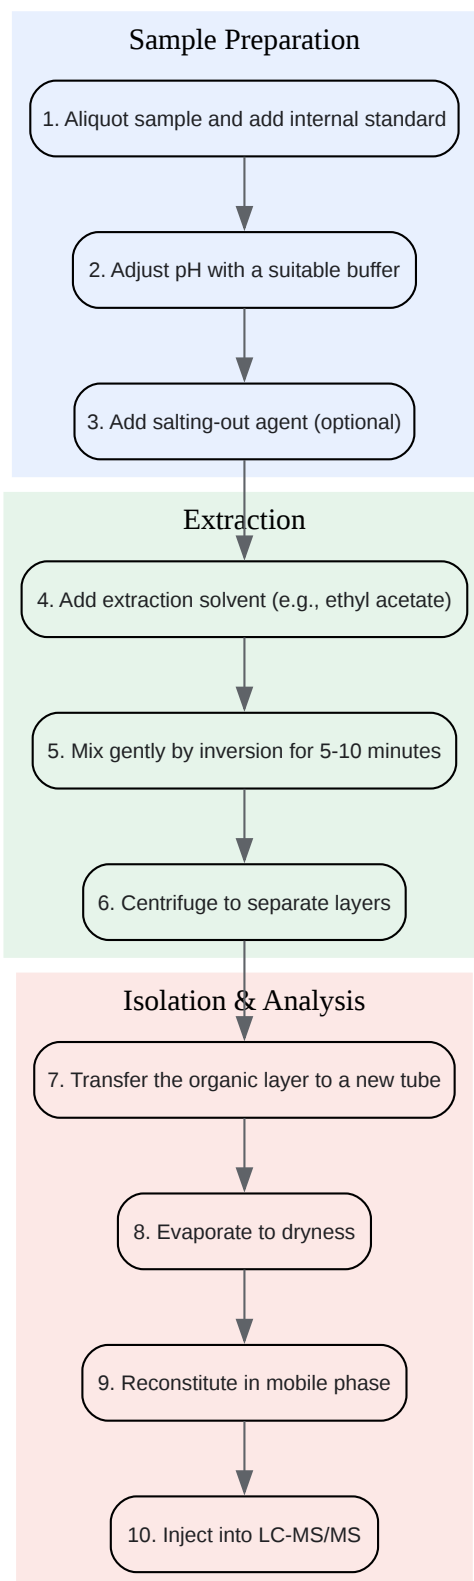 Sample Preparation
1. Aliquot sample and add internal standard
2. Adjust pH with a suitable buffer
3. Add salting-out agent (optional)
Extraction
4. Add extraction solvent (e.g., ethyl acetate)
5. Mix gently by inversion for 5-10 minutes
6. Centrifuge to separate layers
Isolation & Analysis
7. Transfer the organic layer to a new tube
8. Evaporate to dryness
9. Reconstitute in mobile phase
10. Inject into LC-MS/MS